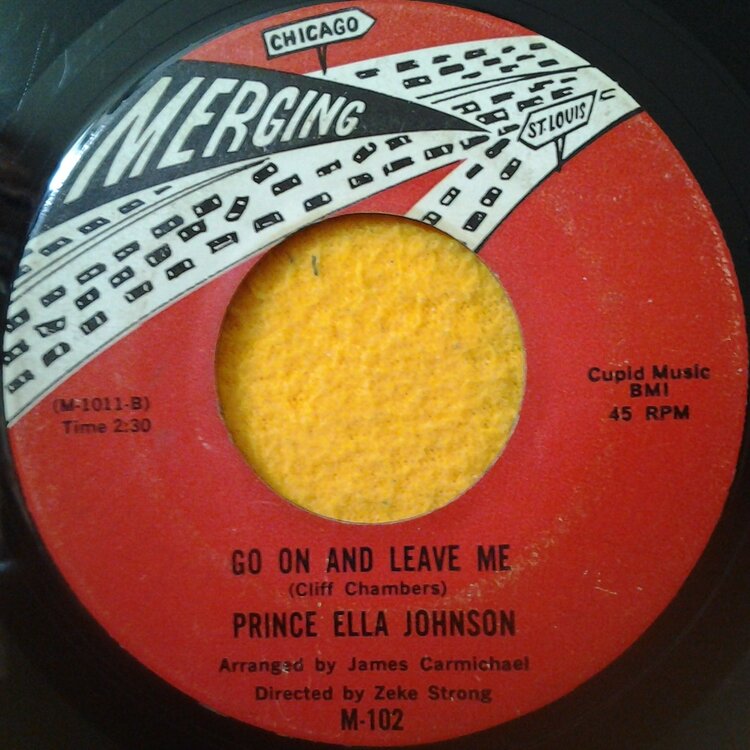 CHICAGO
MERGING
ST. LOUIS
(M-1011-B)
Time 2:30
Cupid Music
BMI
45 RPM
GO ON AND LEAVE ME
(Cliff Chambers)
PRINCE ELLA JOHNSON
Arranged by James Carmichael
Directed by Zeke Strong
M-102